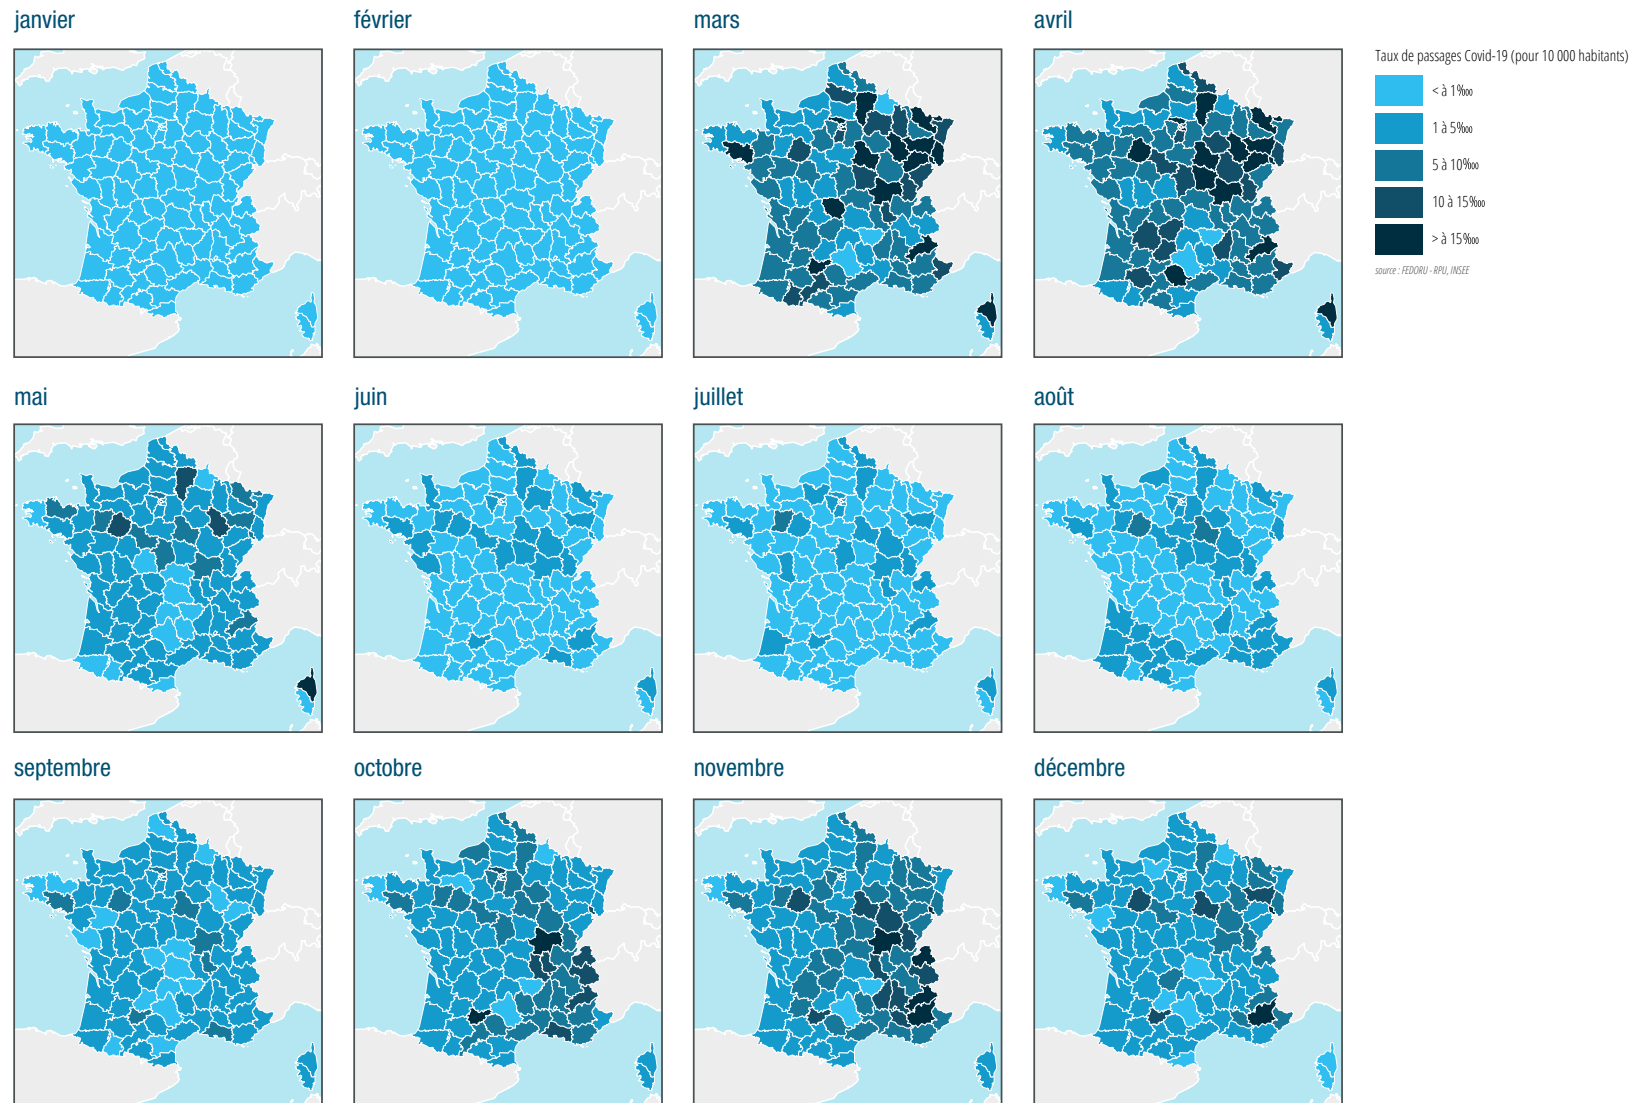 janvier
février
mars
avril
Taux de passages Covid-19 (pour 10 000 habitants)
< à 1‱
1 à 5‱
5 à 10‱
10 à 15‱
> à 15‱
source : FEDORU - RPU, INSEE
mai
juin
juillet
août
septembre
octobre
novembre
décembre